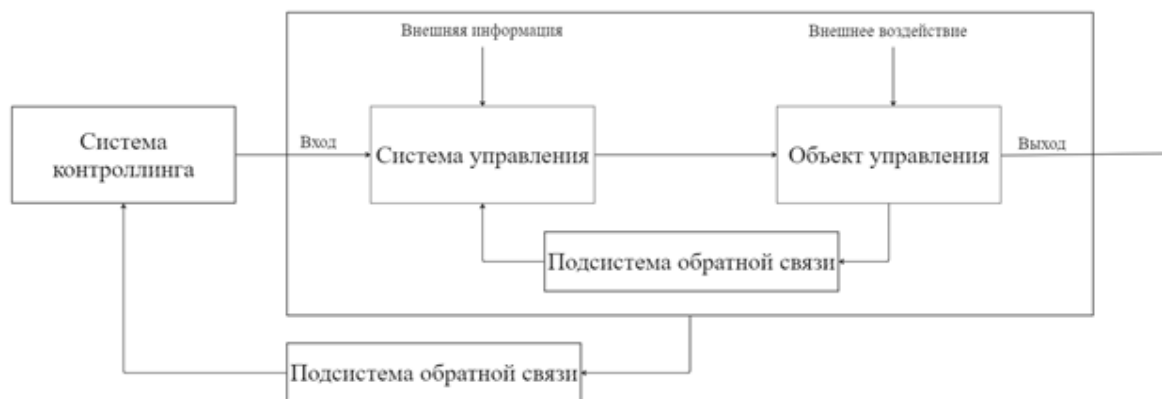 Внешняя информация
Внешнее воздействие
Система
контроллинга
Вход
Система управления
Объект управления
Выход
Подсистема обратной связи
Подсистема обратной связи